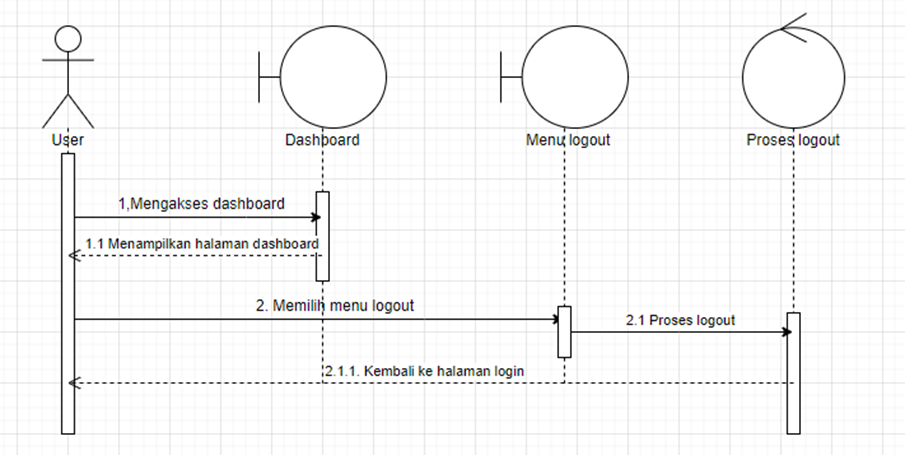 User
Dashboard
Menu logout
Proses logout
1,Mengakses dashboard
1.1 Menampilkan halaman dashboard
2. Memilih menu logout
2.1 Proses logout
2.1.1. Kembali ke halaman login